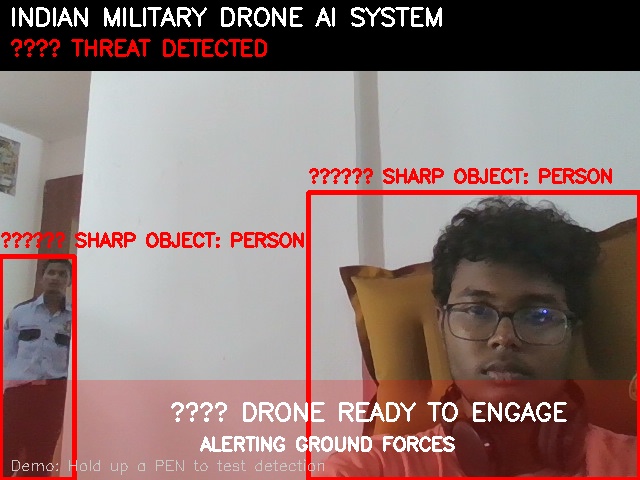 INDIAN MILITARY DRONE AI SYSTEM
???? THREAT DETECTED
?????? SHARP OBJECT: PERSON
?????? SHARP OBJECT: PERSON
???? DRONE READY TO ENGAGE
ALERTING GROUND FORCES
Demo: Hold up a PEN to test detection